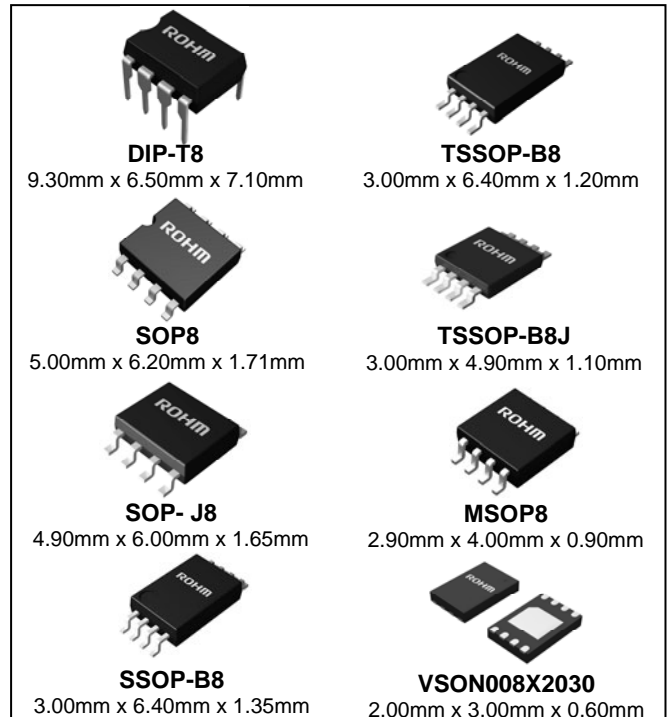 ROHM
DIP-T8
9.30mm x 6.50mm x 7.10mm
ROHM
TSSOP-B8
3.00mm x 6.40mm x 1.20mm
ROHM
SOP8
5.00mm x 6.20mm x 1.71mm
ROHM
TSSOP-B8J
3.00mm x 4.90mm x 1.10mm
ROHM
SOP- J8
4.90mm x 6.00mm x 1.65mm
ROHM
MSOP8
2.90mm x 4.00mm x 0.90mm
ROHM
SSOP-B8
3.00mm x 6.40mm x 1.35mm
ROHM
VSON008X2030
2.00mm x 3.00mm x 0.60mm